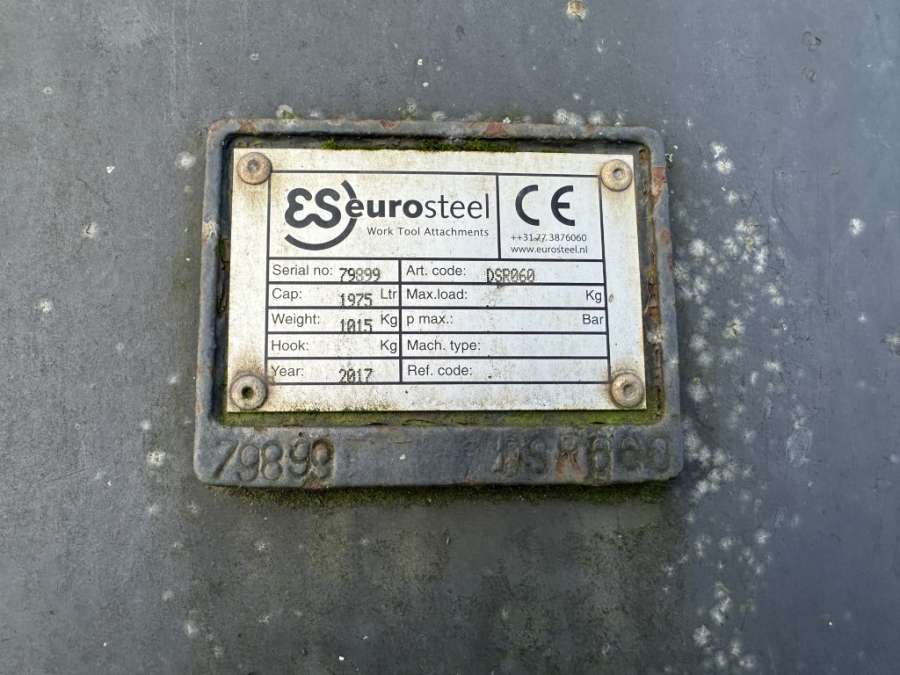 ES eurosteel
Work Tool Attachments
CE
++31.77.3876060
www.eurosteel.nl
Serial no: 79899 Art. code: DSR060
Cap: 1975 Ltr Max.load: Kg
Weight: 1015 Kg p max.: Bar
Hook: Kg Mach. type:
Year: 2017 Ref. code:
79899 DSR060